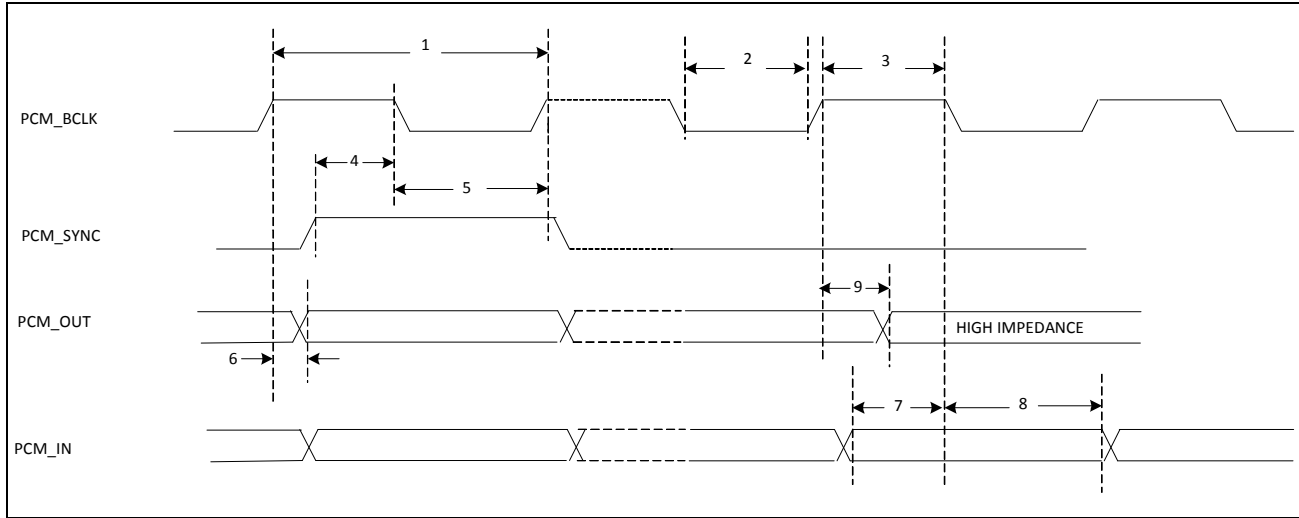 1
2
3
PCM_BCLK
4
5
PCM_SYNC
9
PCM_OUT
HIGH IMPEDANCE
6
7
8
PCM_IN